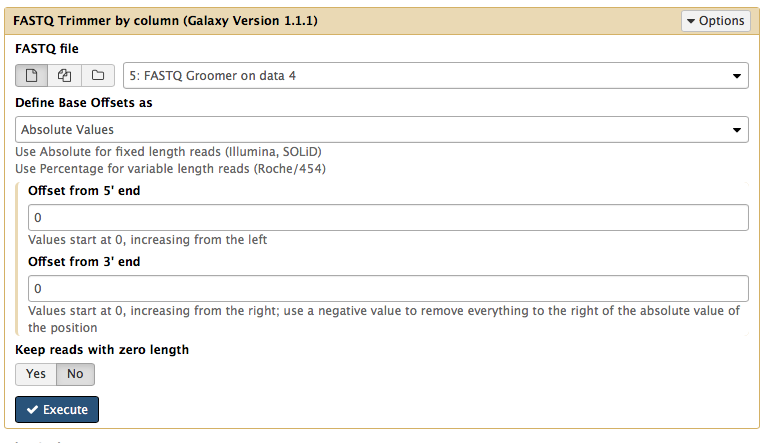 FASTQ Trimmer by column (Galaxy Version 1.1.1)
Options
FASTQ file
5: FASTQ Groomer on data 4
Define Base Offsets as
Absolute Values
Use Absolute for fixed length reads (Illumina, SOLiD)
Use Percentage for variable length reads (Roche/454)
Offset from 5' end
0
Values start at 0, increasing from the left
Offset from 3' end
0
Values start at 0, increasing from the right; use a negative value to remove everything to the right of the absolute value of
the position
Keep reads with zero length
Yes No
Execute